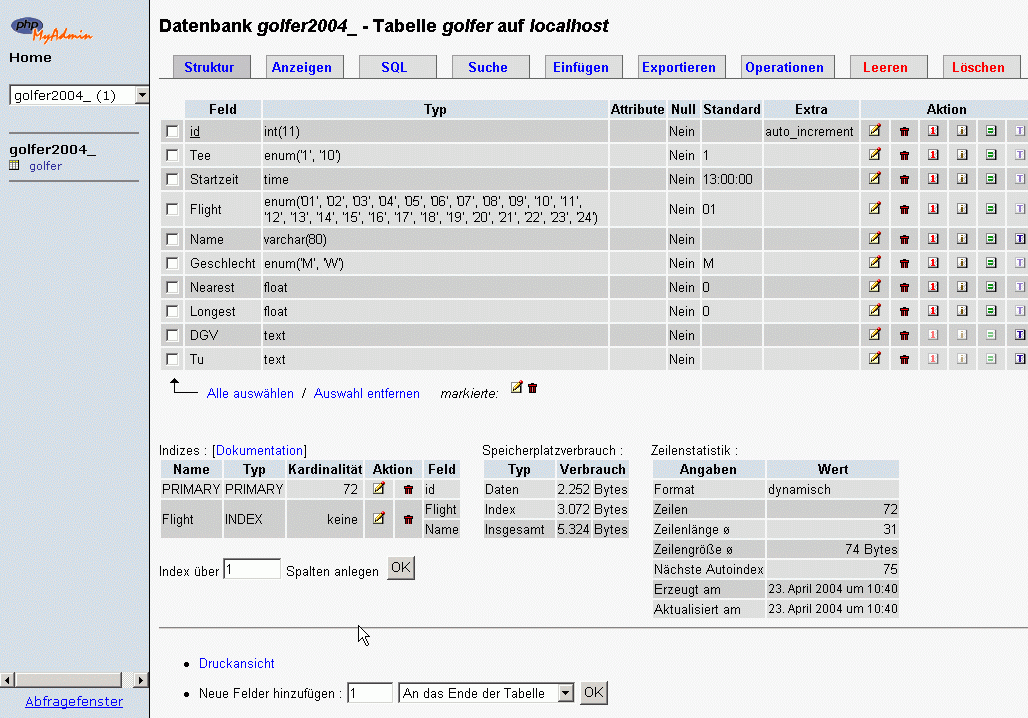 php
MyAdmin
Home
golfer2004_ (1)
golfer2004_
golfer
Abfragefenster
Datenbank golfer2004_ - Tabelle golfer auf localhost
Struktur Anzeigen SQL Suche Einfügen Exportieren Operationen Leeren Löschen
Feld Typ Attribute Null Standard Extra Aktion
id int(11) Nein auto_increment
Tee enum('1', '10') Nein 1
Startzeit time Nein 13:00:00
Flight enum('01', '02', '03', '04', '05', '06', '07', '08', '09', '10', '11',
'12', '13', '14', '15', '16', '17', '18', '19', '20', '21', '22', '23', '24') Nein 01
Name varchar(80) Nein
Geschlecht enum('M', 'W') Nein M
Nearest float Nein 0
Longest float Nein 0
DGV text Nein
Tu text Nein
Alle auswählen / Auswahl entfernen markierte:
Indizes : [Dokumentation]
Name Typ Kardinalität Aktion Feld
PRIMARY PRIMARY 72 id
Flight INDEX keine Flight
Name
Index über 1 Spalten anlegen OK
Speicherplatzverbrauch :
Typ Verbrauch
Daten 2.252 Bytes
Index 3.072 Bytes
Insgesamt 5.324 Bytes
Zeilenstatistik :
Angaben Wert
Format dynamisch
Zeilen 72
Zeilenlänge ø 31
Zeilengröße ø 74 Bytes
Nächste Autoindex 75
Erzeugt am 23. April 2004 um 10:40
Aktualisiert am 23. April 2004 um 10:40
Druckansicht
Neue Felder hinzufügen : 1 An das Ende der Tabelle OK